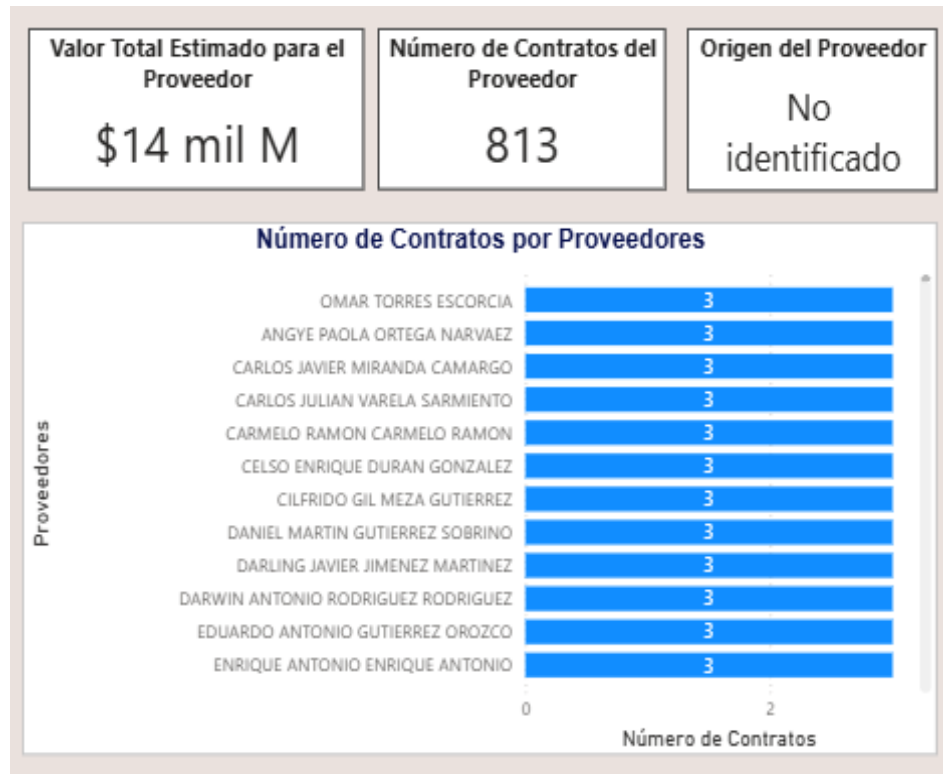 Valor Total Estimado para el
Proveedor
$14 mil M
Número de Contratos del
Proveedor
813
Origen del Proveedor
No
identificado
Número de Contratos por Proveedores
Proveedores
OMAR TORRES ESCORCIA 3
ANGYE PAOLA ORTEGA NARVAEZ 3
CARLOS JAVIER MIRANDA CAMARGO 3
CARLOS JULIAN VARELA SARMIENTO 3
CARMELO RAMON CARMELO RAMON 3
CELSO ENRIQUE DURAN GONZALEZ 3
CILFRIDO GIL MEZA GUTIERREZ 3
DANIEL MARTIN GUTIERREZ SOBRINO 3
DARLING JAVIER JIMENEZ MARTINEZ 3
DARWIN ANTONIO RODRIGUEZ RODRIGUEZ 3
EDUARDO ANTONIO GUTIERREZ OROZCO 3
ENRIQUE ANTONIO ENRIQUE ANTONIO 3
0 2
Número de Contratos